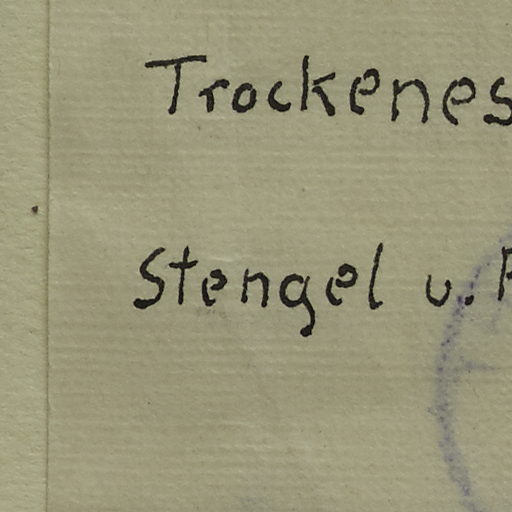 Trockenes
Stengel u.